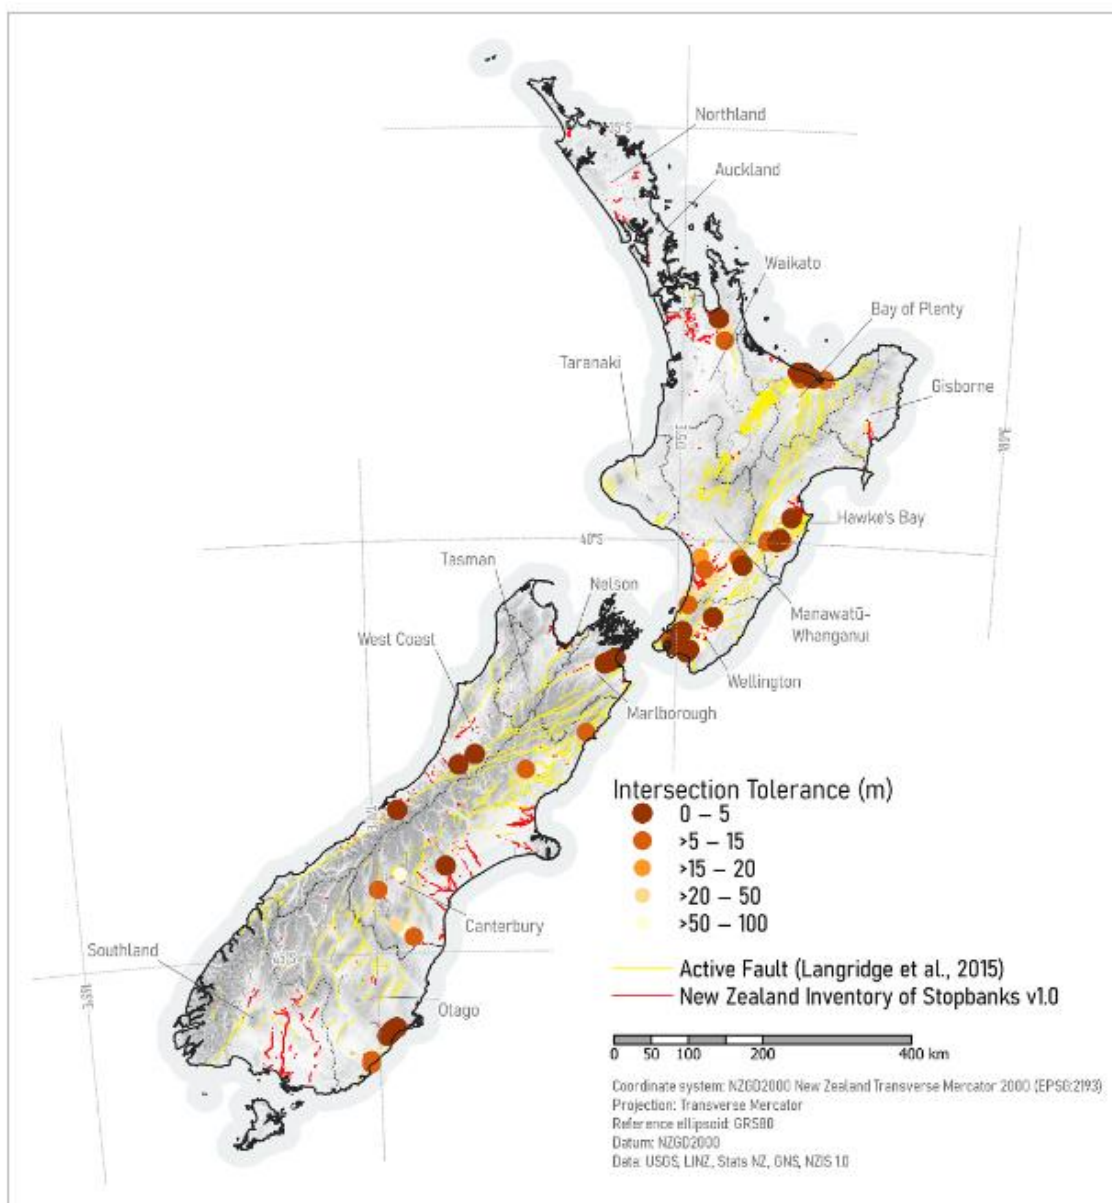 Northland
35°S
Auckland
Waikato
Bay of Plenty
Taranaki
Gisborne
175°E
180°E
Hawke's Bay
40°S
Tasman
Nelson
West Coast
Manawatū-
Whanganui
Wellington
Marlborough
Intersection Tolerance (m)
0 – 5
>5 – 15
>15 – 20
>20 – 50
>50 – 100
Canterbury
Southland
45°S
Active Fault (Langridge et al., 2015)
New Zealand Inventory of Stopbanks v1.0
Otago
0 50 100 200 400 km
Coordinate system: NZGD2000 New Zealand Transverse Mercator 2000 (EPSG:2193)
Projection: Transverse Mercator
Reference ellipsoid: GRS80
Datum: NZGD2000
Data: USGS, LINZ, Stats NZ, GNS, NZIS 1.0